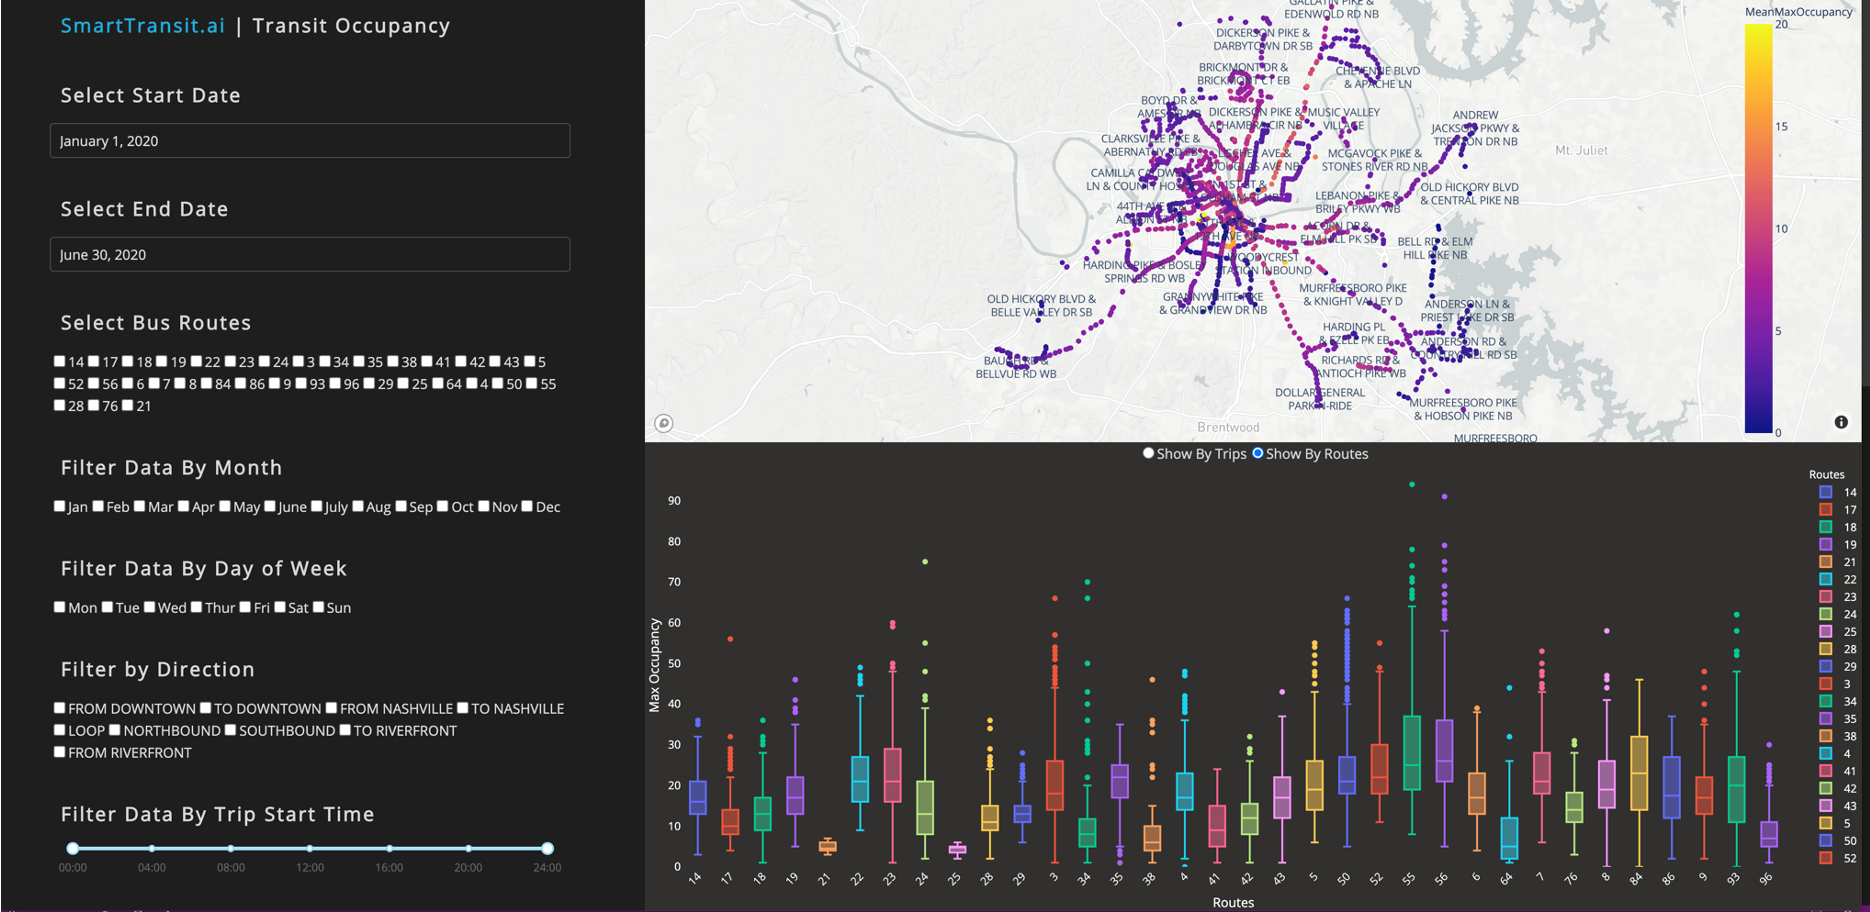 SmartTransit.ai | Transit Occupancy
Select Start Date
January 1, 2020
Select End Date
June 30, 2020
Select Bus Routes
14 17 18 19 22 23 24 3 34 35 38 41 42 43 5
52 56 6 7 8 84 86 9 93 96 29 25 64 4 50 55
28 76 21
Filter Data By Month
Jan Feb Mar Apr May June July Aug Sep Oct Nov Dec
Filter Data By Day of Week
Mon Tue Wed Thur Fri Sat Sun
Filter by Direction
FROM DOWNTOWN TO DOWNTOWN FROM NASHVILLE TO NASHVILLE
LOOP NORTHBOUND SOUTHBOUND TO RIVERFRONT
FROM RIVERFRONT
Filter Data By Trip Start Time
00:00 04:00 08:00 12:00 16:00 20:00 24:00
GALLATIN PIKE &
EDENWOLD RD NB
DICKERSON PIKE &
DARBYTOWN DR SB
BRICKMONT DR &
BRICKMONT CT EB
CHEYENNE BLVD
& APACHE LN
BOYD DR &
DICKERSON PIKE &
ALHAMBRA CIR NB
MUSIC VALLEY
VILLAGE
ANDREW
JACKSON PKWY &
TRENTON DR NB
Mt. Juliet
CLARKSVILLE PIKE &
ABERNATHY RD SB
DOUGLAS AVE NB
MCGAVOCK PIKE &
STONES RIVER RD NB
CAMILLA CALDWELL
LN & COUNTY HOS
OLD HICKORY BLVD
& CENTRAL PIKE NB
LEBANON PIKE &
BRILEY PKWY WB
44TH AVE
ELM HILL PK SB
BELL RD & ELM
HILL PIKE NB
WOODYCREST
STATION INBOUND
HARDING PIKE & BOSLEY
SPRINGS RD WB
MURFREESBORO PIKE
& KNIGHT VALLEY D
GRANNY WHITE PIKE
& GRANDVIEW DR NB
OLD HICKORY BLVD &
BELLE VALLEY DR SB
ANDERSON LN &
PRIEST LAKE DR SB
HARDING PL
& EZELL PK EB
ANDERSON RD &
COUNTRY HILL RD SB
BAUGH RD &
BELLVUE RD WB
RICHARDS RD &
ANTIOCH PIKE WB
DOLLAR GENERAL
PARK-N-RIDE
MURFREESBORO PIKE
& HOBSON PIKE NB
Brentwood
MURFREESBORO
MeanMaxOccupancy
20
15
10
5
0
Show By Trips Show By Routes
Max Occupancy
90
80
70
60
50
40
30
20
10
0
14 17 18 19 21 22 23 24 25 28 29 3 34 35 38 4 41 42 43 5 50 52 55 56 6 64 7 76 8 84 86 9 93 96
Routes
Routes
14
17
18
19
21
22
23
24
25
28
29
3
34
35
38
4
41
42
43
5
50
52